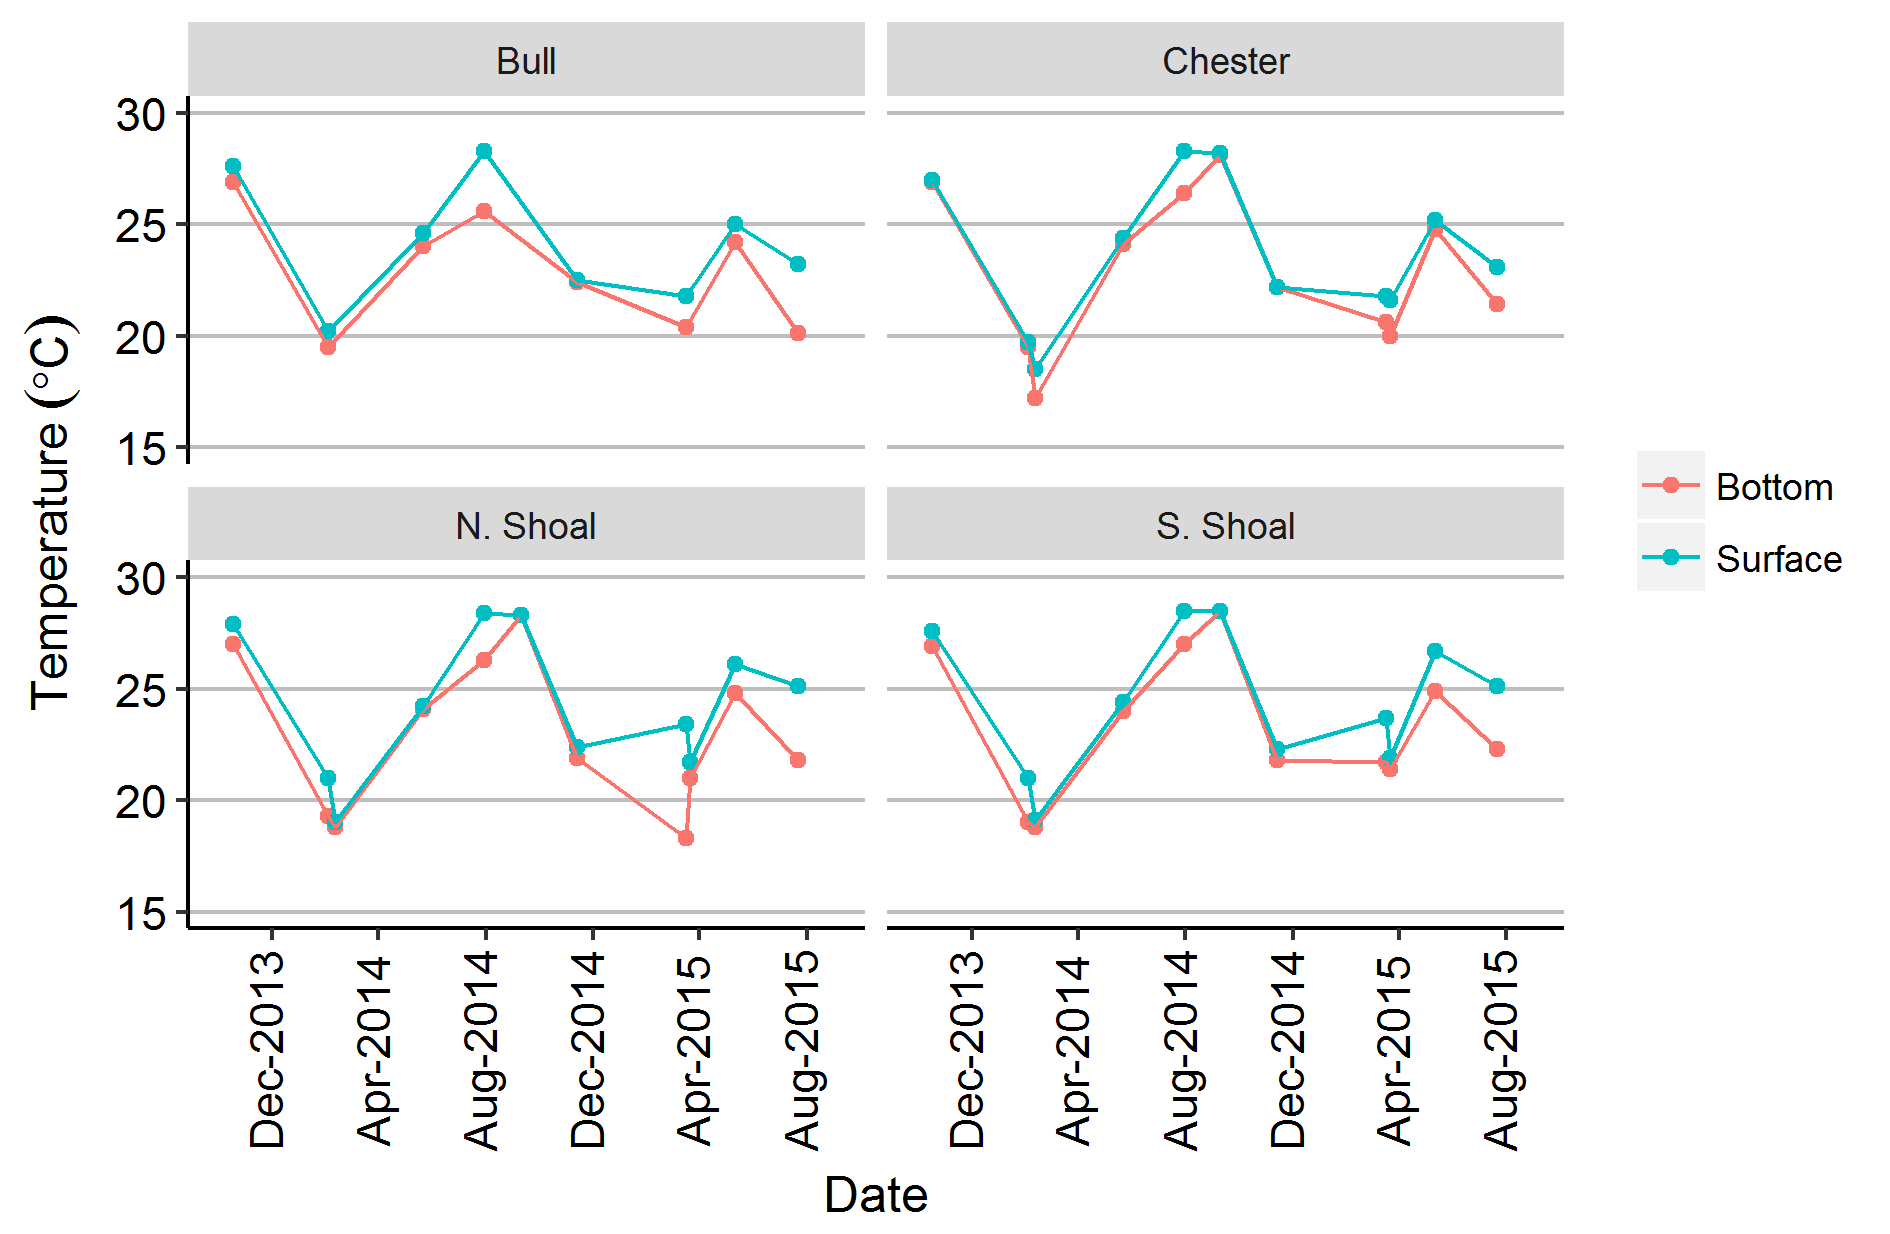 Bull
Chester
30
25
20
15
N. Shoal
S. Shoal
30
25
20
15
Temperature (°C)
Dec-2013
Apr-2014
Aug-2014
Dec-2014
Apr-2015
Aug-2015
Dec-2013
Apr-2014
Aug-2014
Dec-2014
Apr-2015
Aug-2015
Date
Bottom
Surface